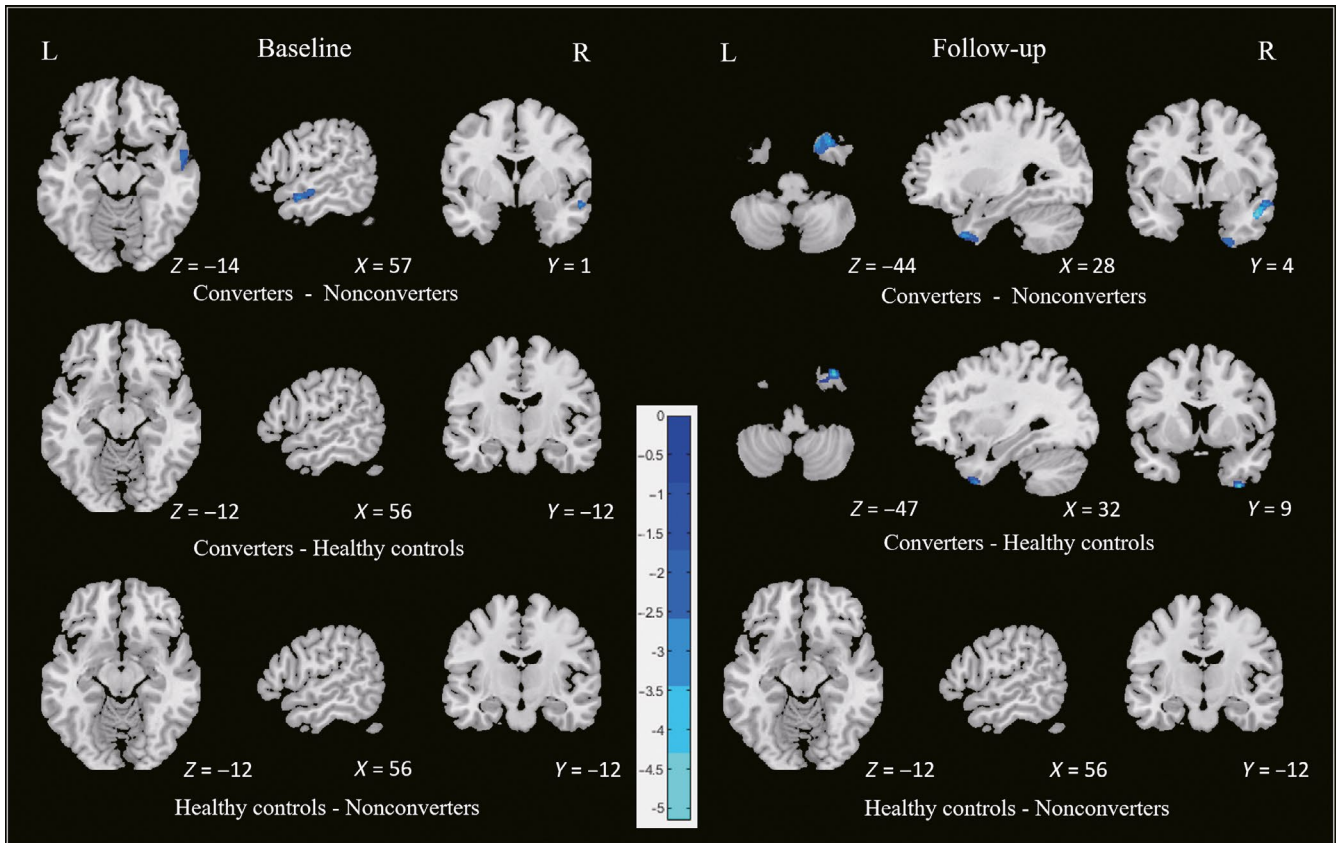 L Baseline R
Z = −14 X = 57 Y = 1
Converters - Nonconverters
Z = −12 X = 56 Y = −12
Converters - Healthy controls
Z = −12 X = 56 Y = −12
Healthy controls - Nonconverters
0
-0.5
-1
-1.5
-2
-2.5
-3
-3.5
-4
-4.5
-5
L Follow-up R
Z = −44 X = 28 Y = 4
Converters - Nonconverters
Z = −47 X = 32 Y = 9
Converters - Healthy controls
Z = −12 X = 56 Y = −12
Healthy controls - Nonconverters